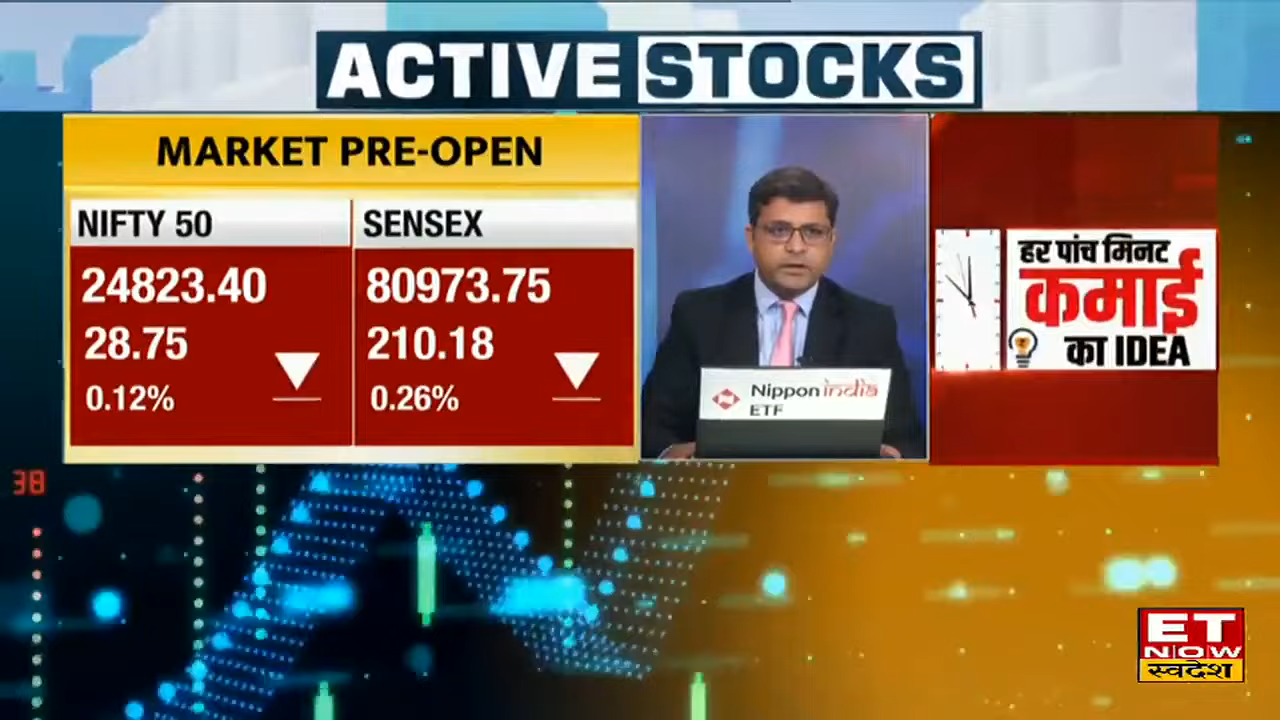 ACTIVE STOCKS
MARKET PRE-OPEN
NIFTY 50
24823.40
28.75
0.12%
SENSEX
80973.75
210.18
0.26%
Nippon india
ETF
हर पांच मिनट
कमाई
का IDEA
38
ET
NOW
स्वदेश